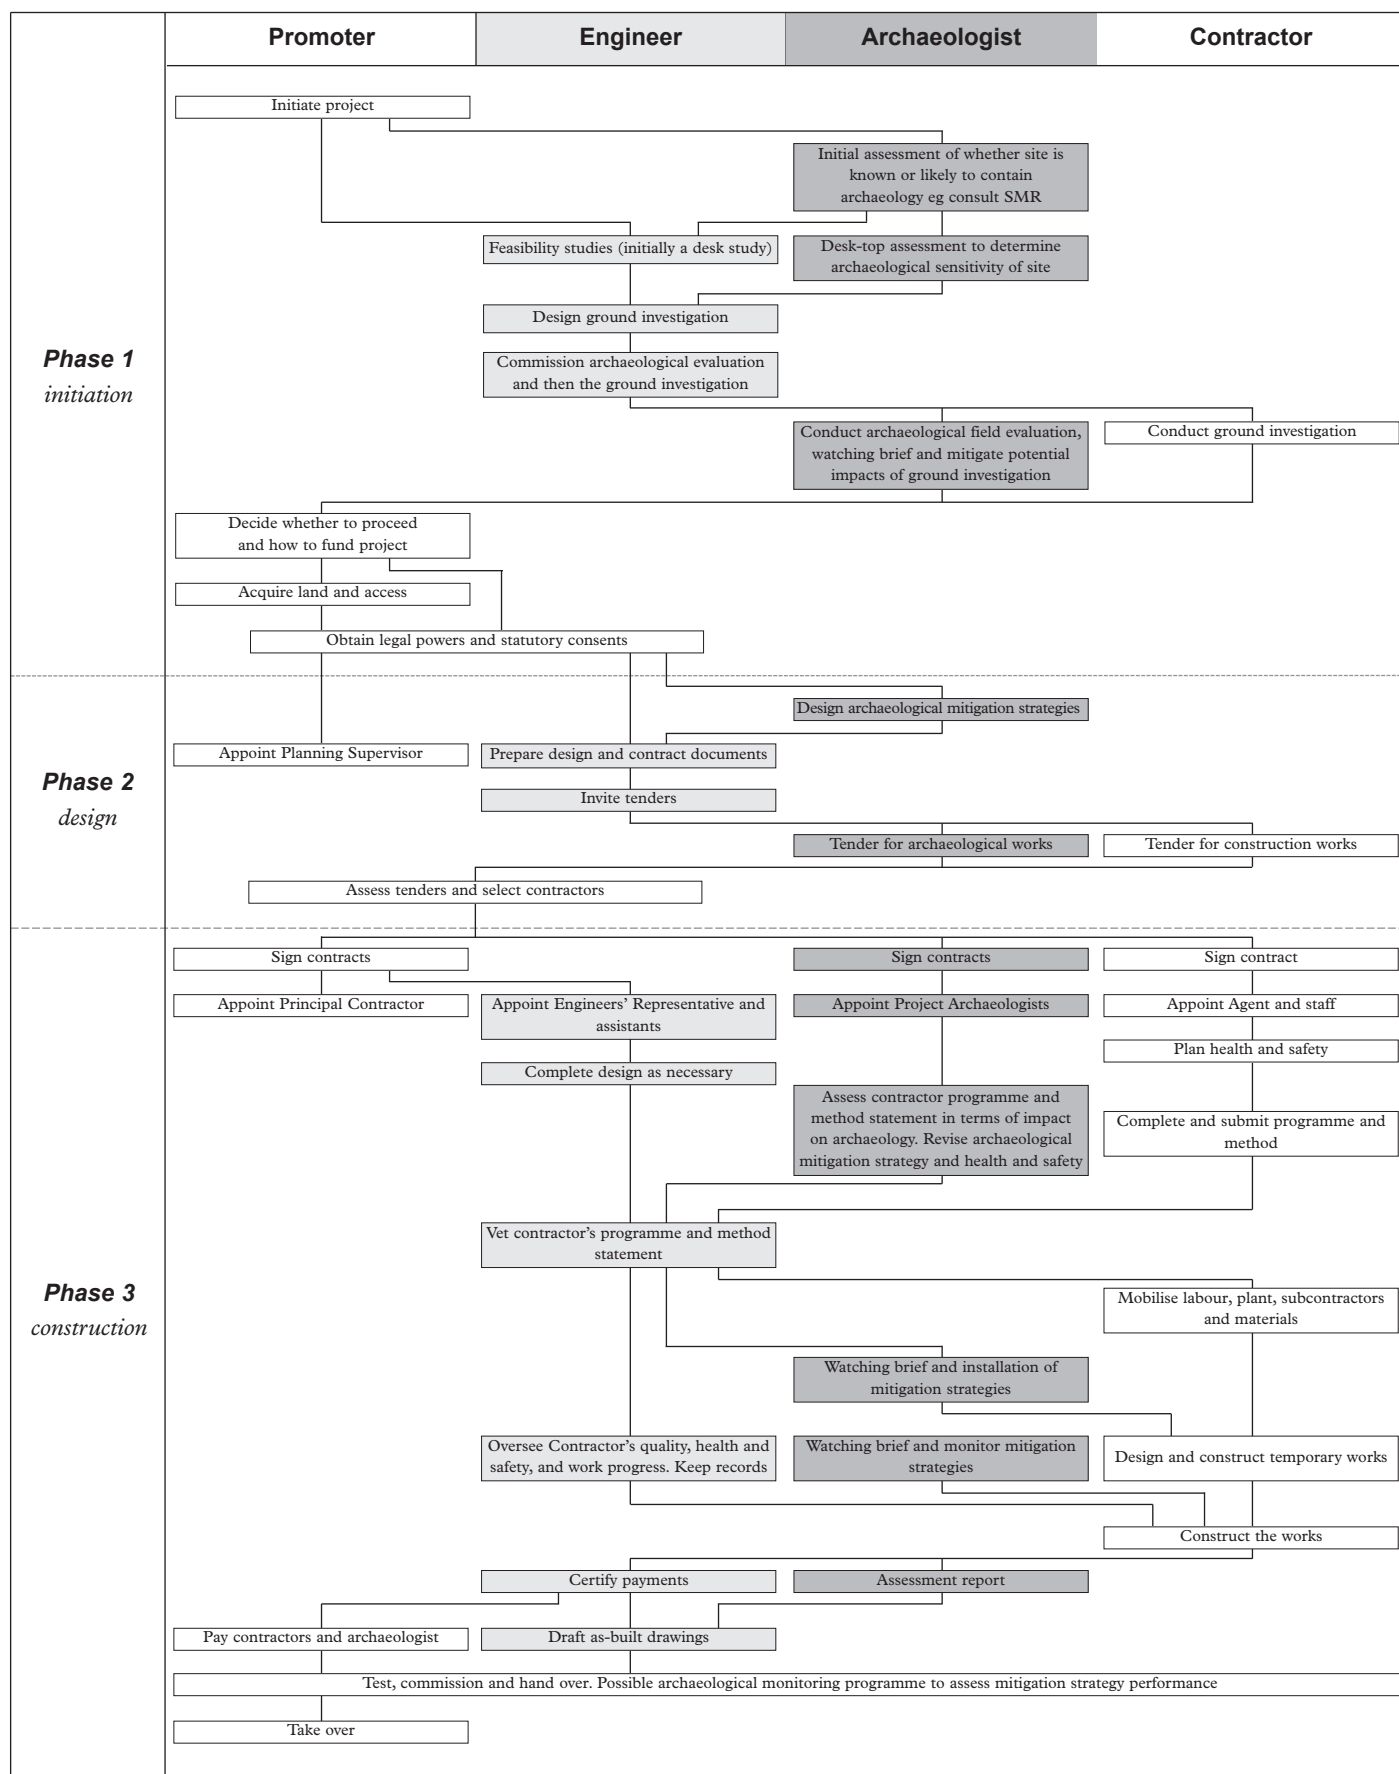 Promoter
Engineer
Archaeologist
Contractor
Phase 1
initiation
Initiate project
Initial assessment of whether site is
known or likely to contain
archaeology eg consult SMR
Feasibility studies (initially a desk study)
Desk-top assessment to determine
archaeological sensitivity of site
Design ground investigation
Commission archaeological evaluation
and then the ground investigation
Conduct archaeological field evaluation,
watching brief and mitigate potential
impacts of ground investigation
Conduct ground investigation
Decide whether to proceed
and how to fund project
Acquire land and access
Obtain legal powers and statutory consents
Phase 2
design
Design archaeological mitigation strategies
Appoint Planning Supervisor
Prepare design and contract documents
Invite tenders
Tender for archaeological works
Tender for construction works
Assess tenders and select contractors
Phase 3
construction
Sign contracts
Sign contracts
Sign contract
Appoint Principal Contractor
Appoint Engineers’ Representative and
assistants
Appoint Project Archaeologists
Appoint Agent and staff
Plan health and safety
Complete design as necessary
Assess contractor programme and
method statement in terms of impact
on archaeology. Revise archaeological
mitigation strategy and health and safety
Complete and submit programme and
method
Vet contractor’s programme and method
statement
Mobilise labour, plant, subcontractors
and materials
Watching brief and installation of
mitigation strategies
Oversee Contractor’s quality, health and
safety, and work progress. Keep records
Watching brief and monitor mitigation
strategies
Design and construct temporary works
Construct the works
Certify payments
Assessment report
Pay contractors and archaeologist
Draft as-built drawings
Test, commission and hand over. Possible archaeological monitoring programme to assess mitigation strategy performance
Take over